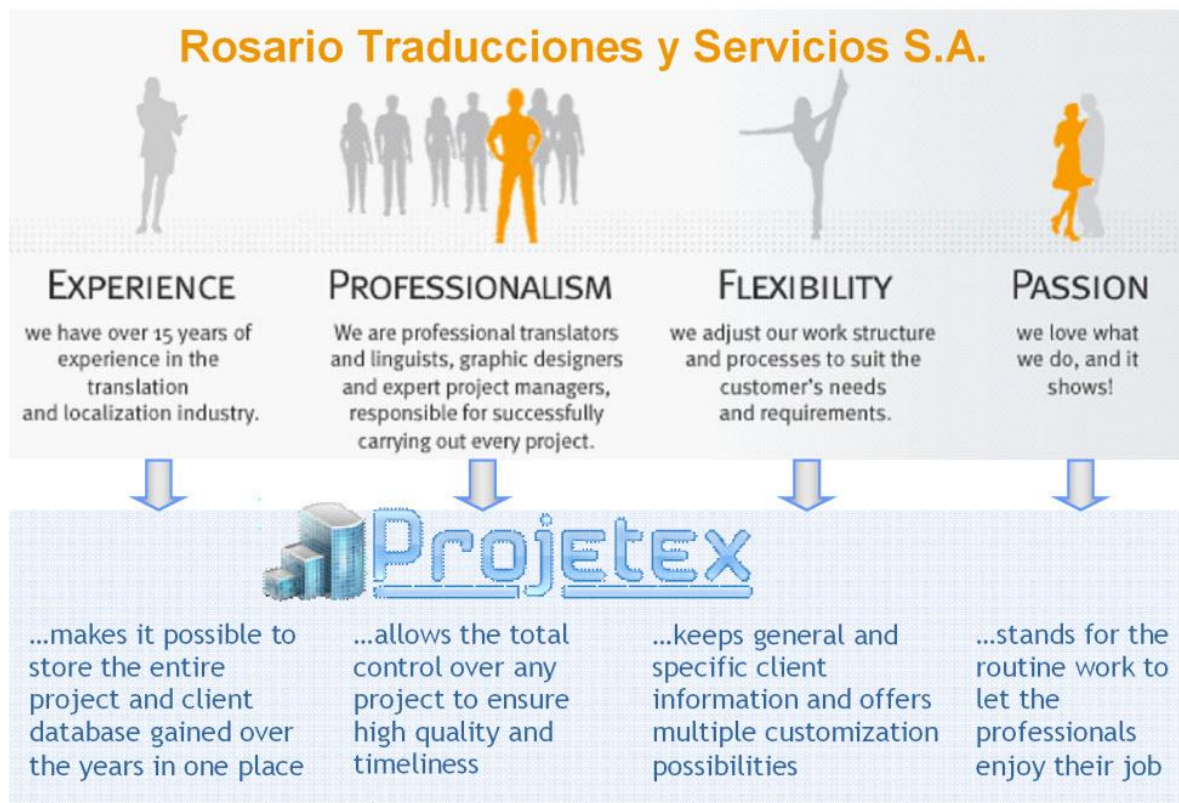 Rosario Traducciones y Servicios S.A.
EXPERIENCE
we have over 15 years of
experience in the
translation
and localization industry.
PROFESSIONALISM
We are professional translators
and linguists, graphic designers
and expert project managers,
responsible for successfully
carrying out every project.
FLEXIBILITY
we adjust our work structure
and processes to suit the
customer's needs
and requirements.
PASSION
we love what
we do, and it
shows!
Projetex
...makes it possible to
store the entire
project and client
database gained over
the years in one place
...allows the total
control over any
project to ensure
high quality and
timeliness
...keeps general and
specific client
information and offers
multiple customization
possibilities
...stands for the
routine work to
let the
professionals
enjoy their job